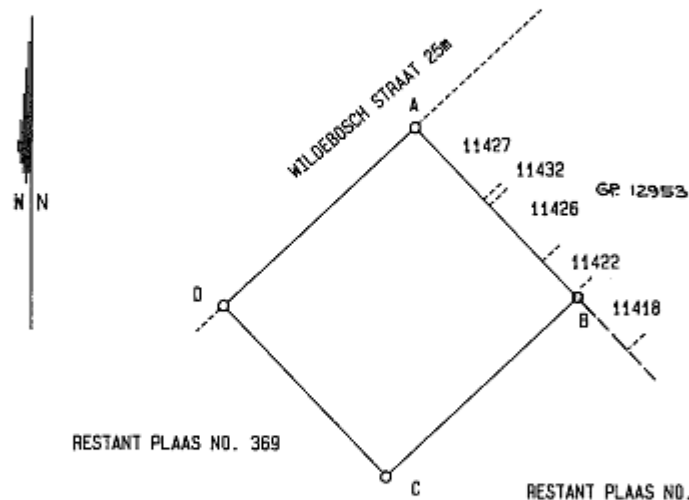 WILDEBOSCH STRAAT 25m
A
11427
11432
GP. 12953
11426
N N
11422
D
11418
B
RESTANT PLAAS NO. 369
C
RESTANT PLAAS NO.